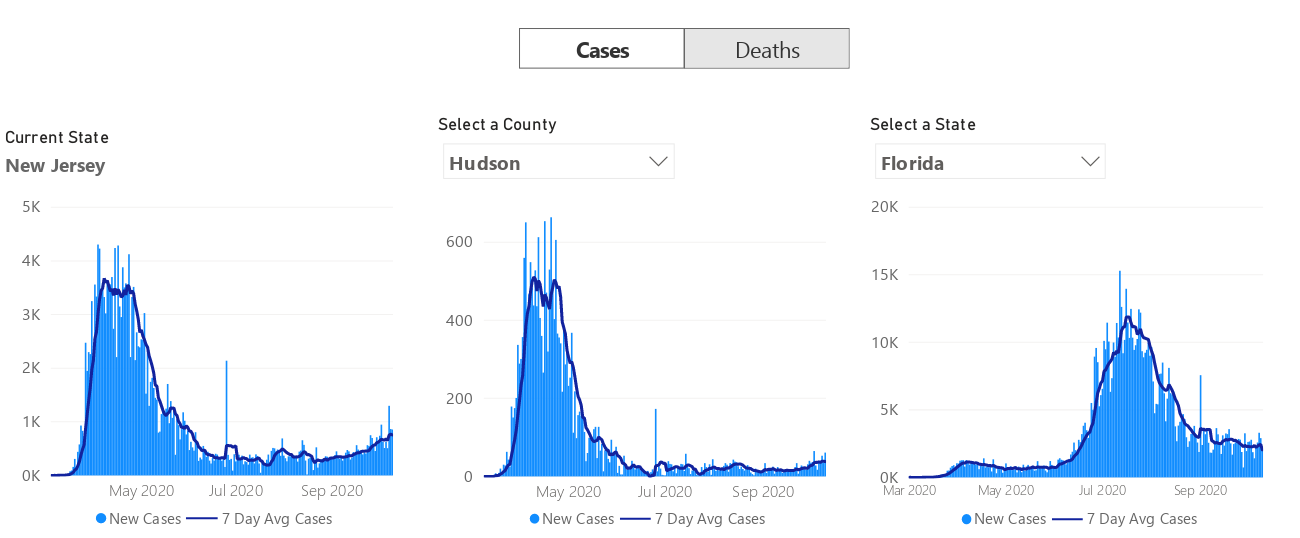 Cases Deaths
Current State
New Jersey
Select a County
Hudson
Select a State
Florida
5K
4K
3K
2K
1K
0K
May 2020 Jul 2020 Sep 2020
New Cases 7 Day Avg Cases
600
400
200
0
May 2020 Jul 2020 Sep 2020
New Cases 7 Day Avg Cases
20K
15K
10K
5K
0K
Mar 2020 May 2020 Jul 2020 Sep 2020
New Cases 7 Day Avg Cases